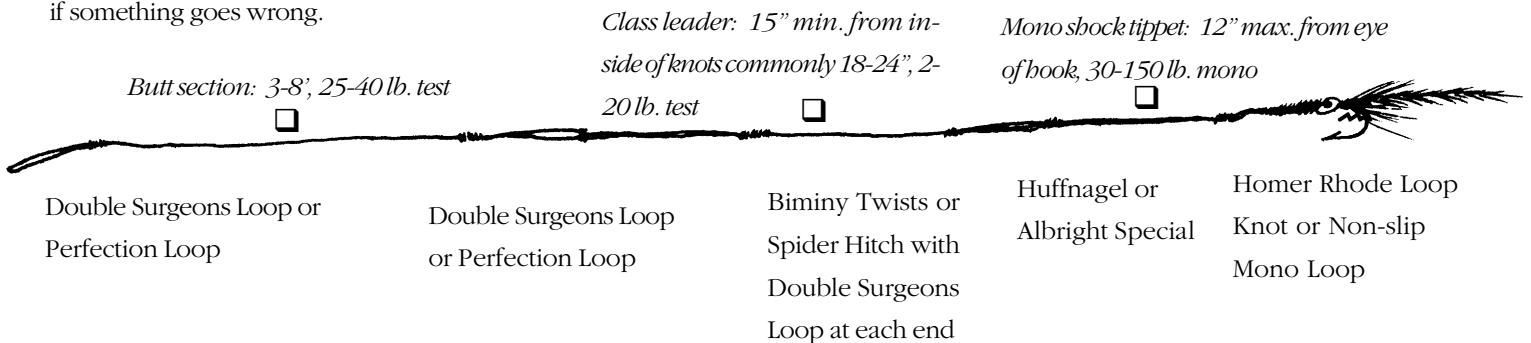 if something goes wrong.
Butt section: 3-8’, 25-40 lb. test
Class leader: 15” min. from in-
side of knots commonly 18-24”, 2-
20 lb. test
Mono shock tippet: 12” max. from eye
of hook, 30-150 lb. mono
Double Surgeons Loop or
Perfection Loop
Double Surgeons Loop
or Perfection Loop
Biminy Twists or
Spider Hitch with
Double Surgeons
Loop at each end
Huffnagel or
Albright Special
Homer Rhode Loop
Knot or Non-slip
Mono Loop